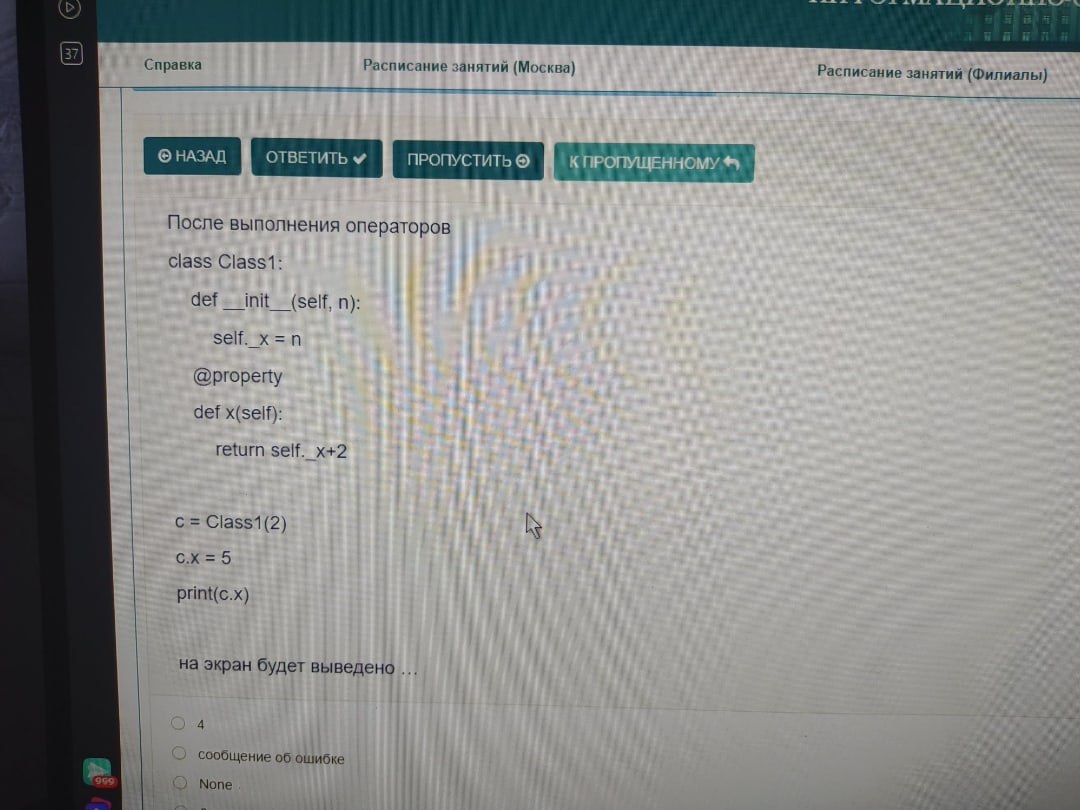 37
Справка
Расписание занятий (Москва)
Расписание занятий (Филиалы)
НАЗАД
ОТВЕТИТЬ
ПРОПУСТИТЬ
К ПРОПУЩЕННОМУ
После выполнения операторов
class Class1:
def __init__(self, n):
self._x = n
@property
def x(self):
return self._x+2
c = Class1(2)
c.x = 5
print(c.x)
на экран будет выведено ...
4
сообщение об ошибке
None
999